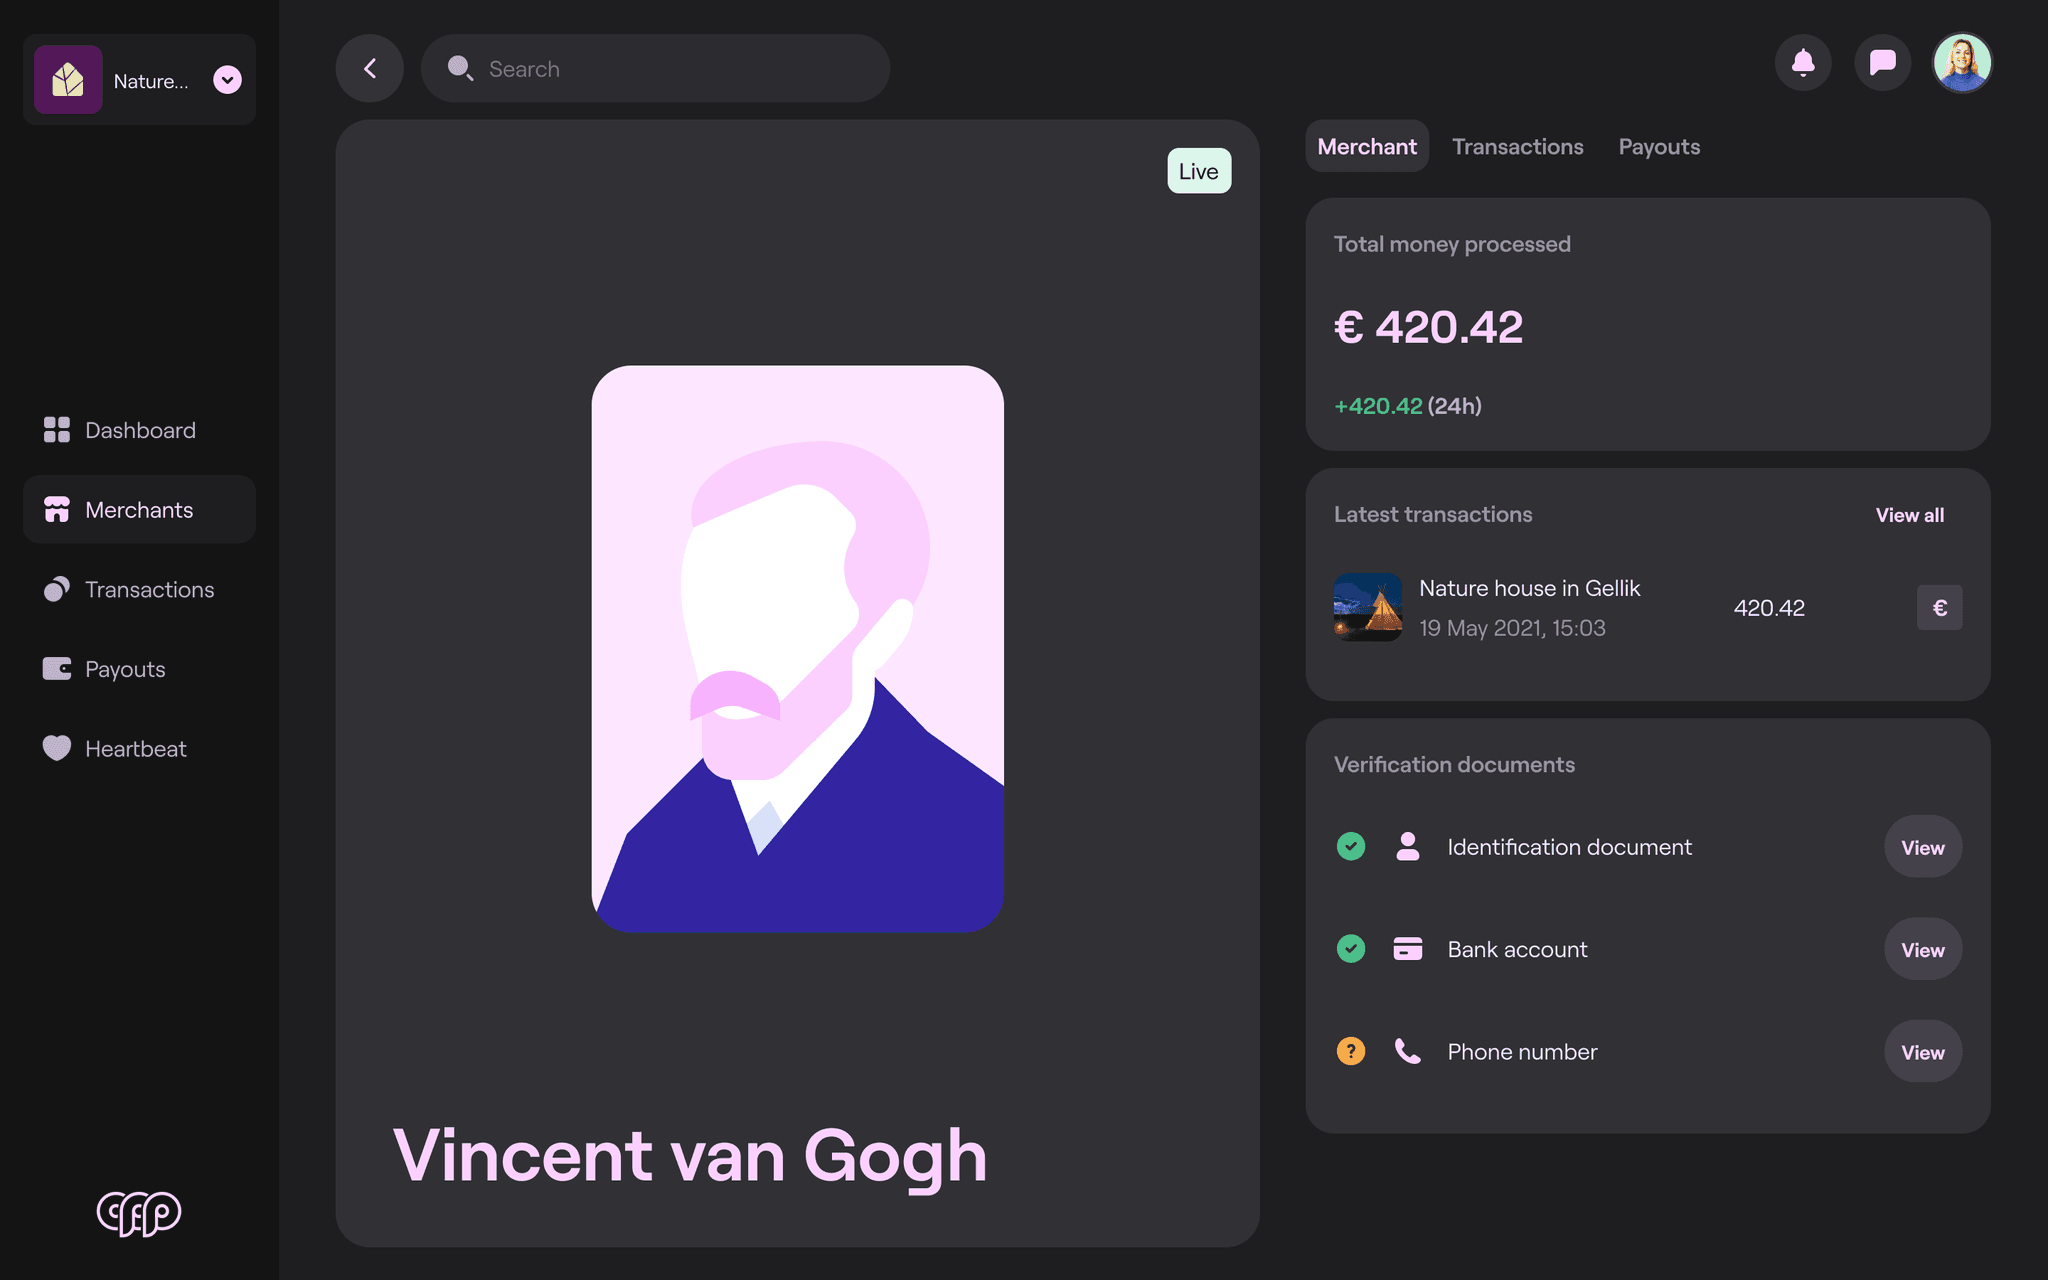 Nature...
Search
Dashboard
Merchants
Transactions
Payouts
Heartbeat
Live
Vincent van Gogh
Merchant
Transactions
Payouts
Total money processed
€ 420.42
+420.42 (24h)
Latest transactions
View all
Nature house in Gellik
19 May 2021, 15:03
420.42
€
Verification documents
Identification document
View
Bank account
View
?
Phone number
View